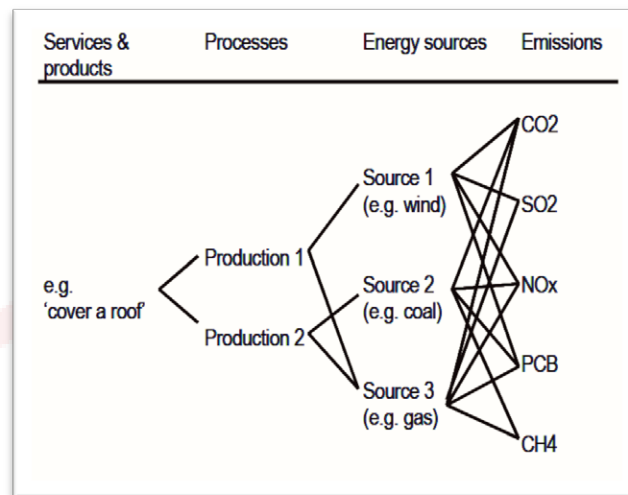 Services & products
Processes
Energy sources
Emissions
e.g.
‘cover a roof’
Production 1
Production 2
Source 1
(e.g. wind)
Source 2
(e.g. coal)
Source 3
(e.g. gas)
CO2
SO2
NOx
PCB
CH4